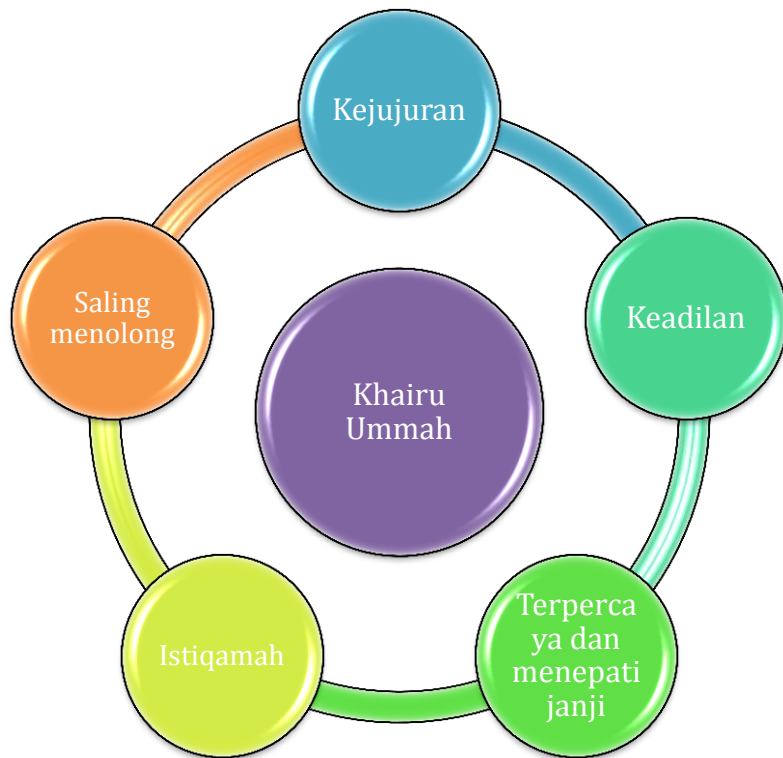 Kejujuran
Keadilan
Terperca
ya dan
menepati
janji
Istiqamah
Saling
menolong
Khairu
Ummah